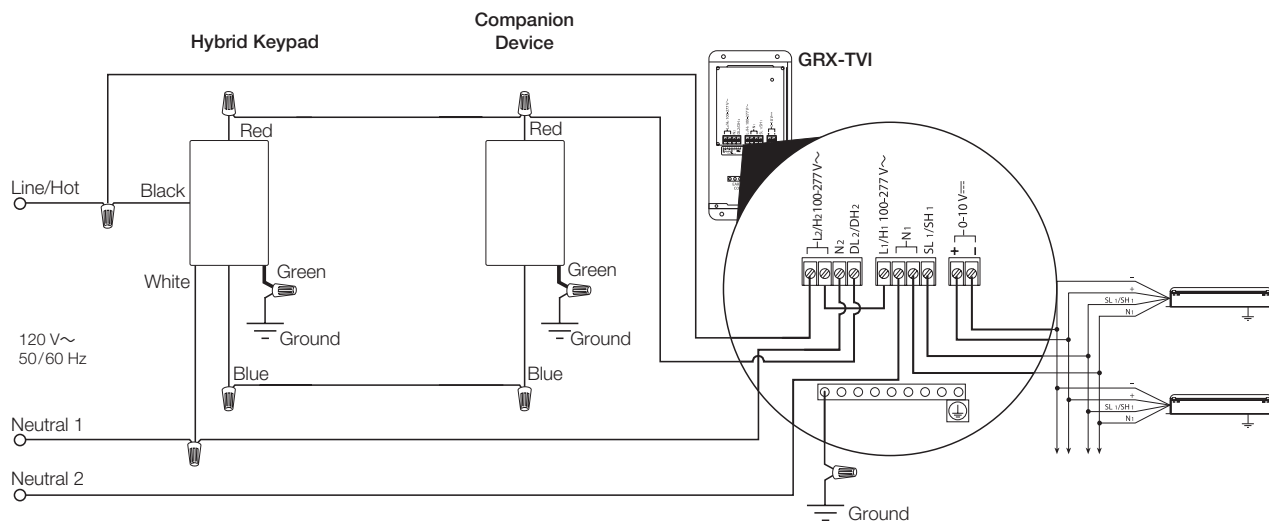 Companion
Device
Hybrid Keypad
GRX-TVI
Red
Red
Line/Hot
Black
L2/H2 100-277 V~
N2
DL 2/DH2
L1/H1 100-277 V~
N1
SL 1/SH 1
0-10 V
+
−
White
Green
Green
Ground
Ground
120 V~
50/60 Hz
Blue
Blue
−
+
SL 1/SH 1
N1
−
+
SL 1/SH 1
N1
Neutral 1
Neutral 2
Ground